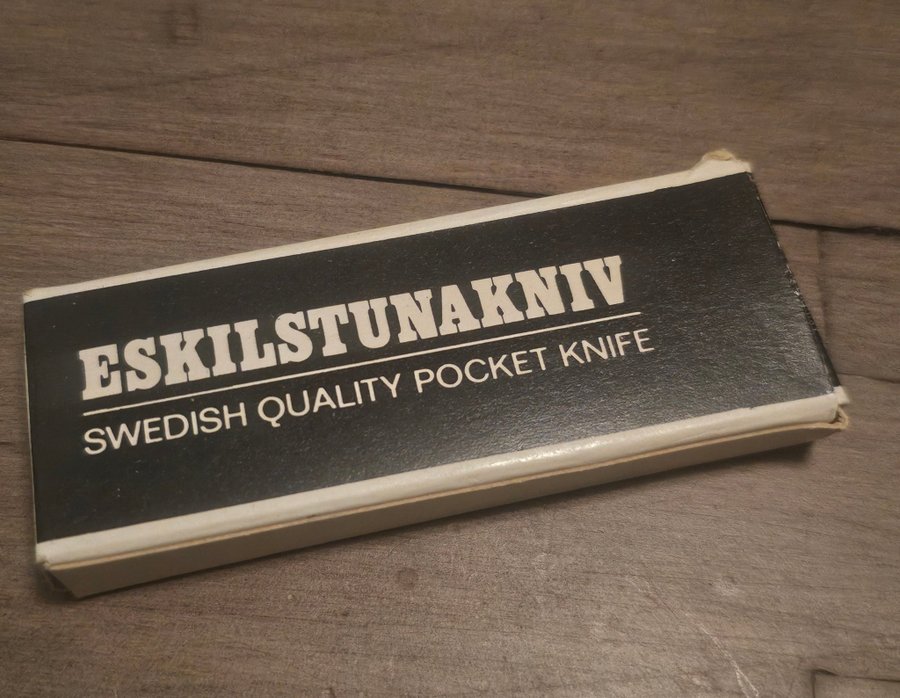 ESKILSTUNAKNIV
SWEDISH QUALITY POCKET KNIFE